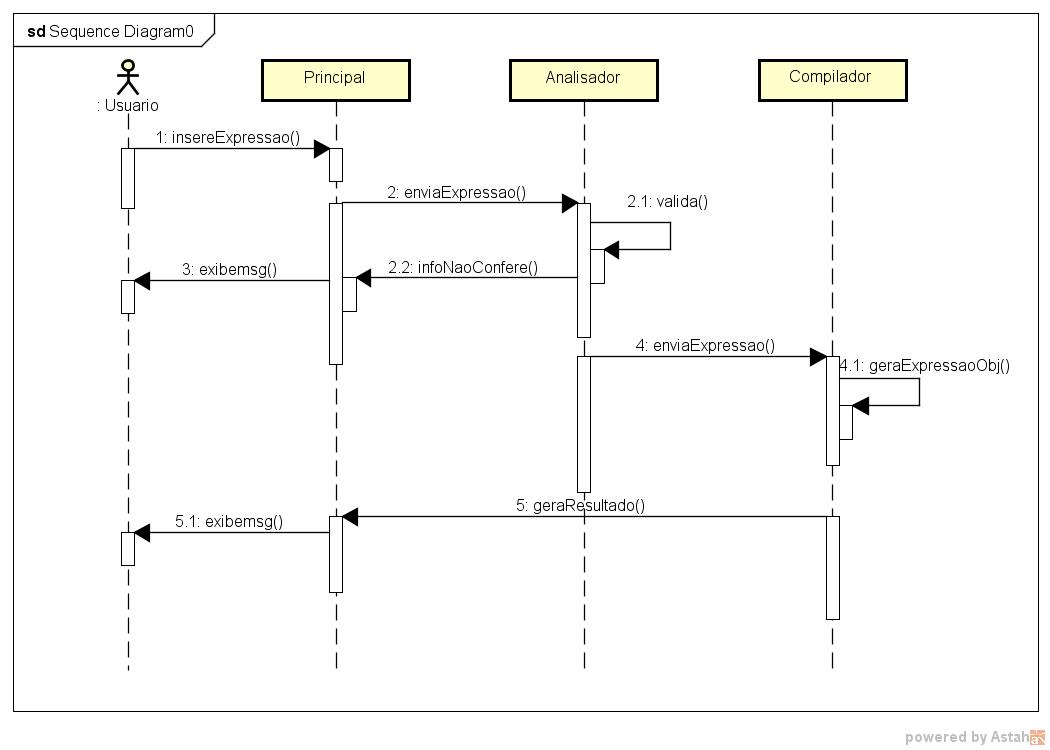 sd Sequence Diagram0
: Usuario
Principal
Analisador
Compilador
1: insereExpressao()
2: enviaExpressao()
2.1: valida()
2.2: infoNaoConfere()
3: exibemsg()
4: enviaExpressao()
4.1: geraExpressaoObj()
5: geraResultado()
5.1: exibemsg()
powered by Astah